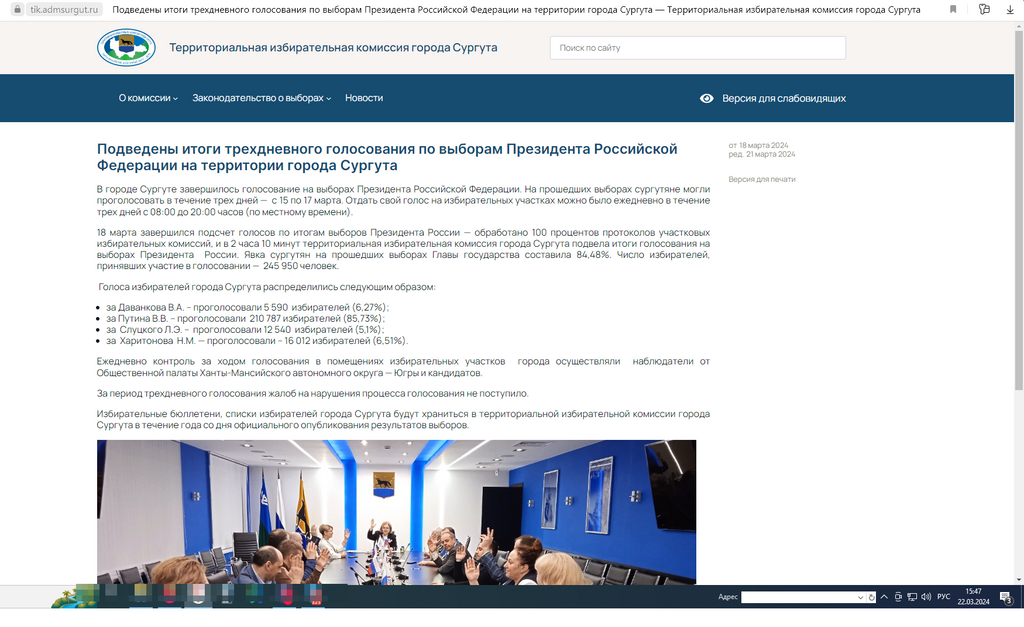 tik.admsurgut.ru Подведены итоги трехдневного голосования по выборам Президента Российской Федерации на территории города Сургута — Территориальная избирательная комиссия города Сургута
Территориальная избирательная комиссия города Сургута
Поиск по сайту
О комиссии Законодательство о выборах Новости Версия для слабовидящих
Подведены итоги трехдневного голосования по выборам Президента Российской
Федерации на территории города Сургута
от 18 марта 2024
ред. 21 марта 2024
Версия для печати
В городе Сургуте завершилось голосование на выборах Президента Российской Федерации. На прошедших выборах сургутяне могли
проголосовать в течение трех дней — с 15 по 17 марта. Отдать свой голос на избирательных участках можно было ежедневно в течение
трех дней с 08:00 до 20:00 часов (по местному времени).
18 марта завершился подсчет голосов по итогам выборов Президента России — обработано 100 процентов протоколов участковых
избирательных комиссий, и в 2 часа 10 минут территориальная избирательная комиссия города Сургута подвела итоги голосования на
выборах Президента России. Явка сургутян на прошедших выборах Главы государства составила 84,48%. Число избирателей,
принявших участие в голосовании — 245 950 человек.
Голоса избирателей города Сургута распределились следующим образом:
• за Даванкова В.А. – проголосовали 5 590 избирателей (6,27%);
• за Путина В.В. – проголосовали 210 787 избирателей (85,73%);
• за Слуцкого Л.Э. – проголосовали 12 540 избирателей (5,1%);
• за Харитонова Н.М. — проголосовали – 16 012 избирателей (6,51%).
Ежедневно контроль за ходом голосования в помещениях избирательных участков города осуществляли наблюдатели от
Общественной палаты Ханты-Мансийского автономного округа — Югры и кандидатов.
За период трехдневного голосования жалоб на нарушения процесса голосования не поступило.
Избирательные бюллетени, списки избирателей города Сургута будут храниться в территориальной избирательной комиссии города
Сургута в течение года со дня официального опубликования результатов выборов.
Адрес РУС 15:47
22.03.2024 3